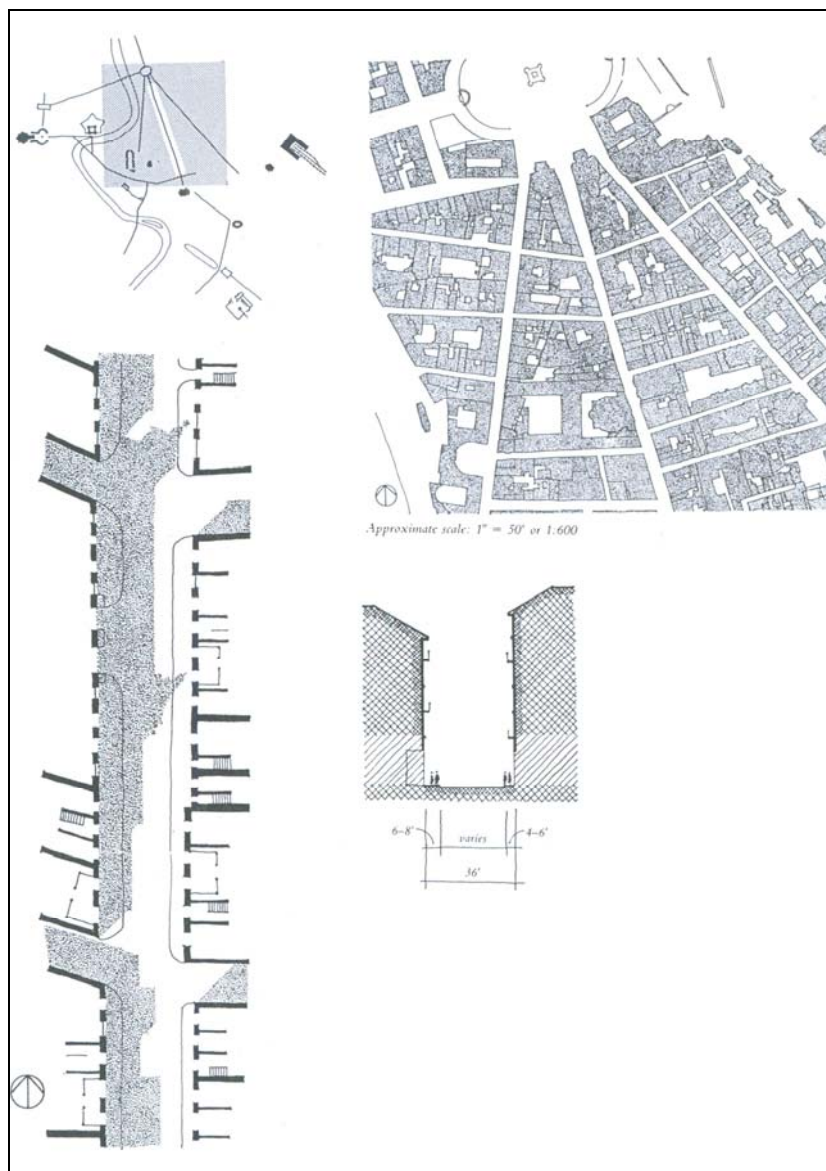 Approximate scale: 1" = 50' or 1:600
6–8'
varies
4–6'
36'